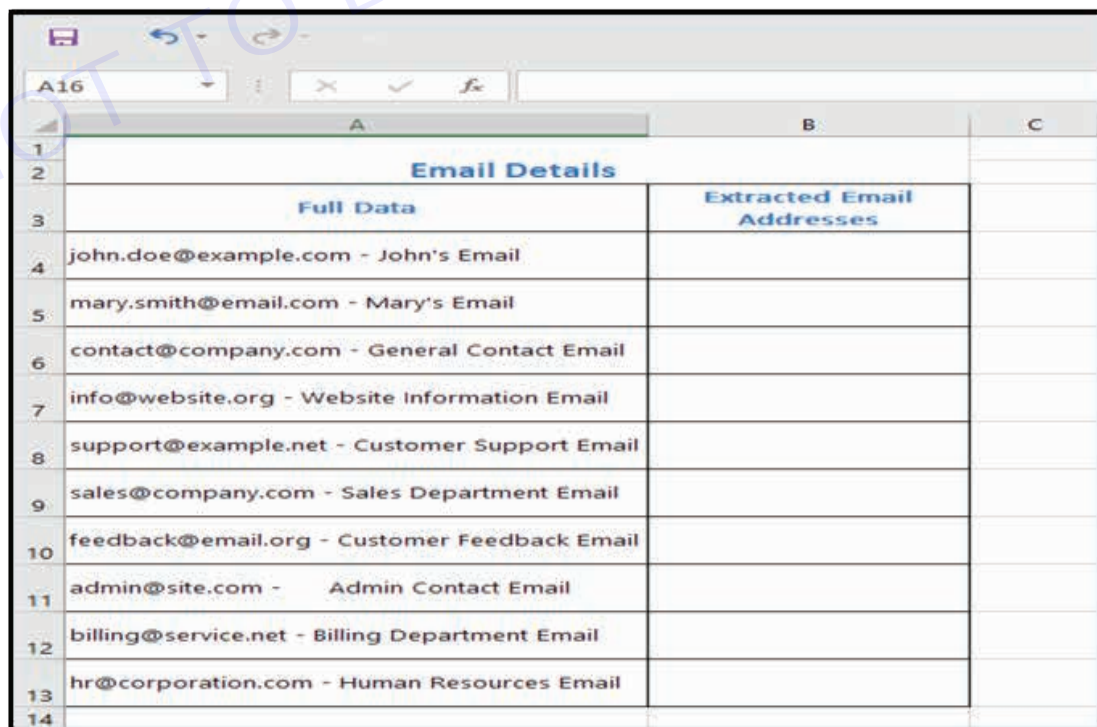 OT TO
A16 fx
A B C
1
2 Email Details
3 Full Data Extracted Email
Addresses
4 john.doe@example.com - John's Email
5 mary.smith@email.com - Mary's Email
6 contact@company.com - General Contact Email
7 info@website.org - Website Information Email
8 support@example.net - Customer Support Email
9 sales@company.com - Sales Department Email
10 feedback@email.org - Customer Feedback Email
11 admin@site.com - Admin Contact Email
12 billing@service.net - Billing Department Email
13 hr@corporation.com - Human Resources Email
14